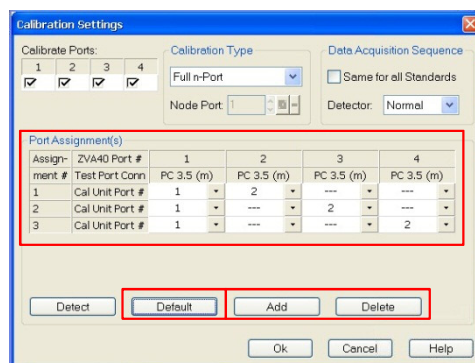 Calibration Settings
Calibrate Ports:
1 2 3 4
Calibration Type
Full n-Port
Node Port: 1
Data Acquisition Sequence
Same for all Standards
Detector: Normal
Port Assignment(s)
Assign- ZVA40 Port # 1 2 3 4
ment # Test Port Conn PC 3.5 (m) PC 3.5 (m) PC 3.5 (m) PC 3.5 (m)
1 Cal Unit Port # 1 2 --- ---
2 Cal Unit Port # 1 --- 2 ---
3 Cal Unit Port # 1 --- --- 2
Detect Default Add Delete
Ok Cancel Help